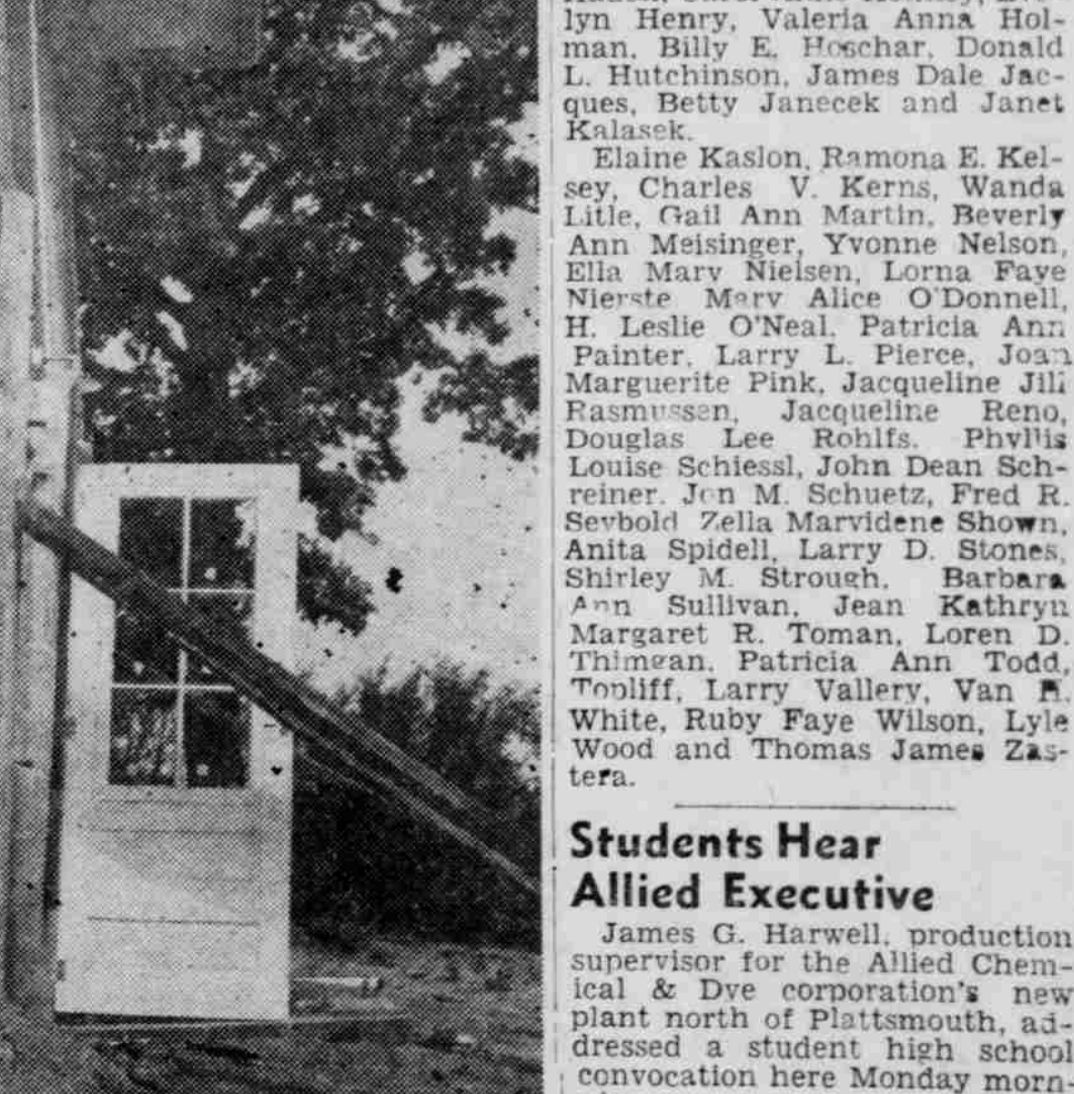 lyn Henry, Valeria Anna Hol-
man, Billy E. Hoschar, Donald
L. Hutchinson, James Dale Jac-
ques, Betty Janecek and Janet
Kalasek.
Elaine Kaslon, Ramona E. Kel-
sey, Charles V. Kerns, Wanda
Litle, Gail Ann Martin, Beverly
Ann Meisinger, Yvonne Nelson,
Ella Mary Nielsen, Lorna Faye
Nierste Mary Alice O'Donnell,
H. Leslie O'Neal. Patricia Ann
Painter, Larry L. Pierce, Joan
Marguerite Pink, Jacqueline Jill
Rasmussen, Jacqueline Reno,
Douglas Lee Rohlfs. Phyllis
Louise Schiessl, John Dean Sch-
reiner. Jon M. Schuetz, Fred R.
Seybold Zella Marvidene Shown,
Anita Spidell, Larry D. Stones,
Shirley M. Strough. Barbara
Ann Sullivan, Jean Kathryn
Margaret R. Toman, Loren D.
Thimgan, Patricia Ann Todd,
Topliff, Larry Vallery, Van
White, Ruby Faye Wilson, Lyle
Wood and Thomas James Zas-
tera.
Students Hear
Allied Executive
James G. Harwell, production
supervisor for the Allied Chem-
ical & Dye corporation's new
plant north of Plattsmouth, ad-
dressed a student high school
convocation here Monday morn-